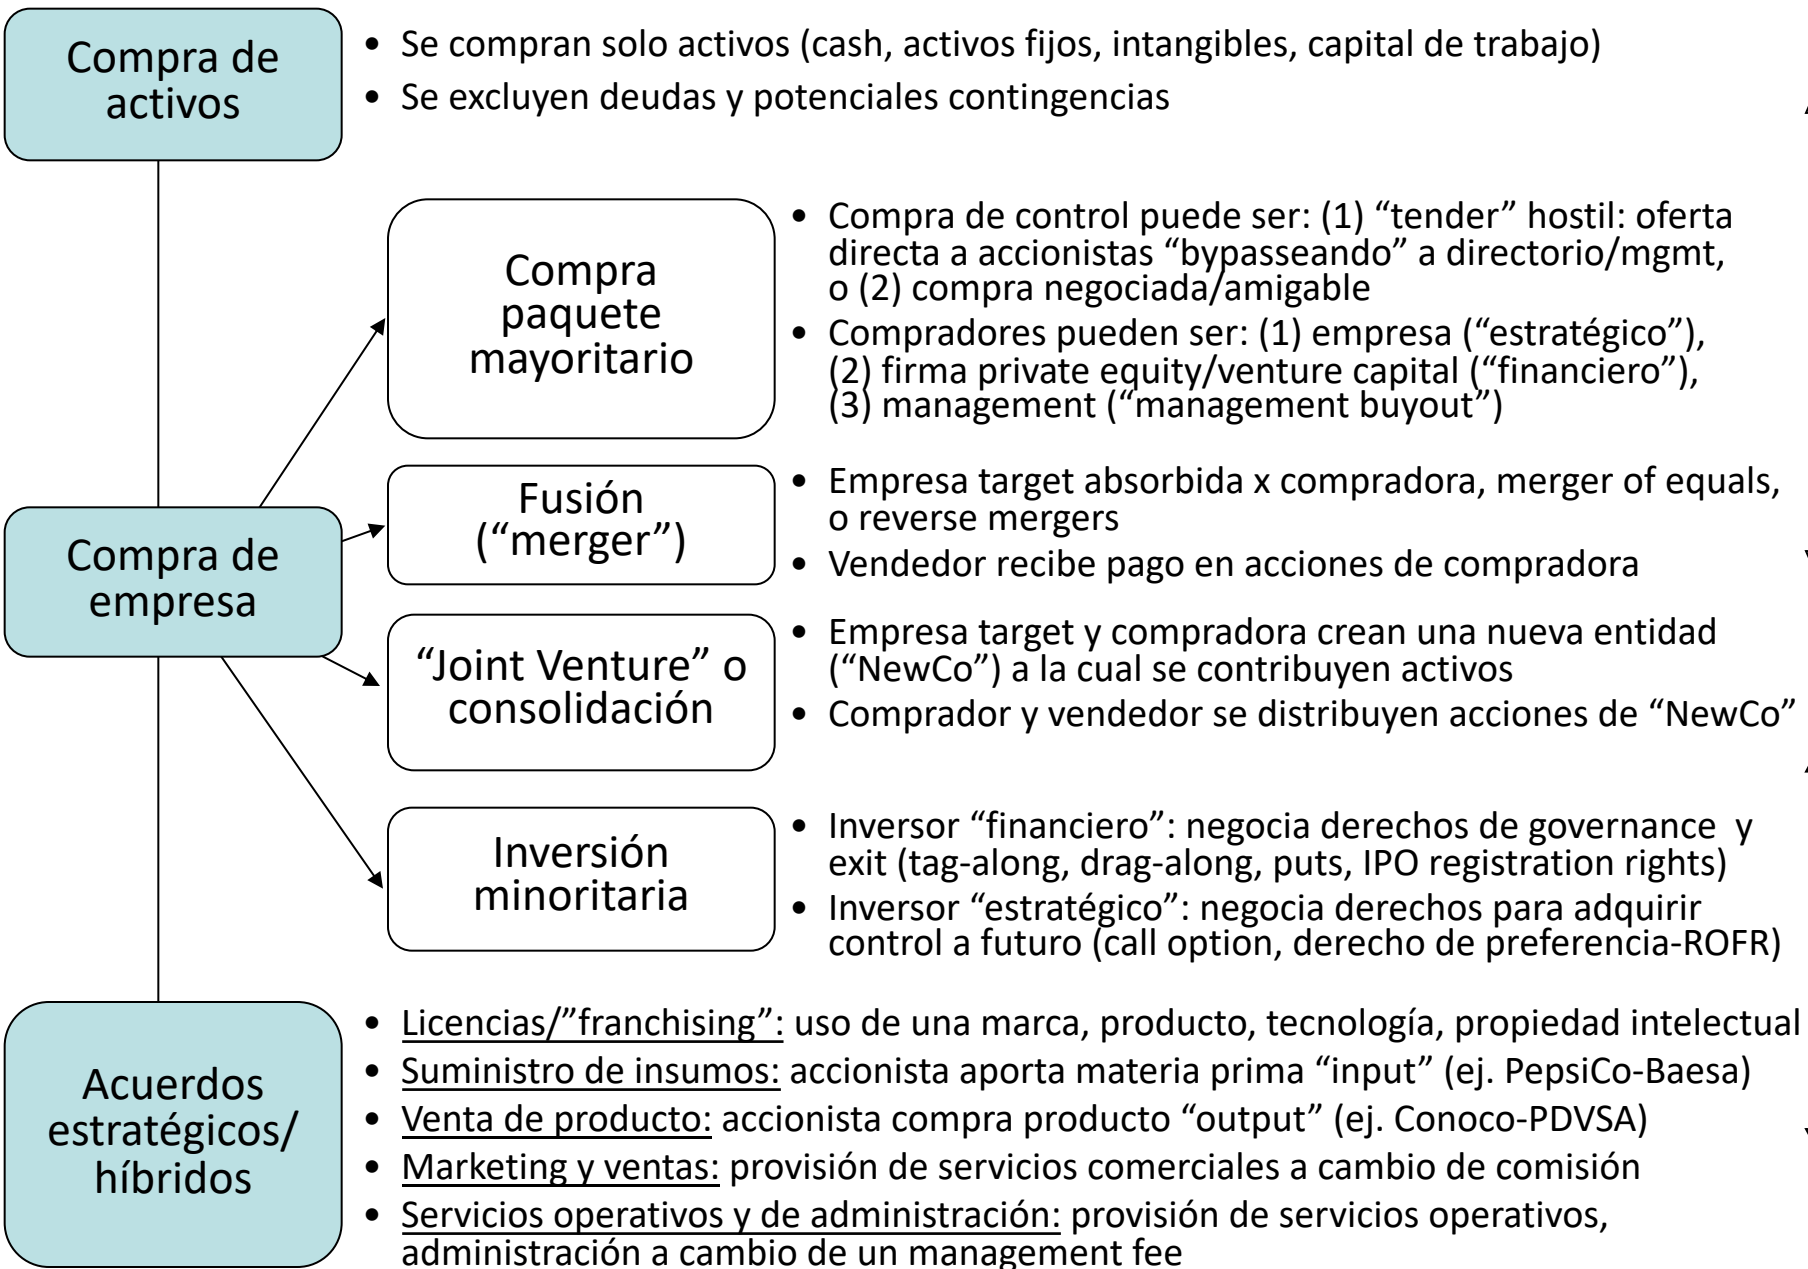 Compra de
activos
• Se compran solo activos (cash, activos fijos, intangibles, capital de trabajo)
• Se excluyen deudas y potenciales contingencias
Compra
paquete
mayoritario
• Compra de control puede ser: (1) “tender” hostil: oferta
directa a accionistas “bypasseando” a directorio/mgmt,
o (2) compra negociada/amigable
• Compradores pueden ser: (1) empresa (“estratégico”),
(2) firma private equity/venture capital (“financiero”),
(3) management (“management buyout”)
Compra de
empresa
Fusión
(“merger”)
• Empresa target absorbida x compradora, merger of equals,
o reverse mergers
• Vendedor recibe pago en acciones de compradora
“Joint Venture” o
consolidación
• Empresa target y compradora crean una nueva entidad
(“NewCo”) a la cual se contribuyen activos
• Comprador y vendedor se distribuyen acciones de “NewCo”
Inversión
minoritaria
• Inversor “financiero”: negocia derechos de governance y
exit (tag-along, drag-along, puts, IPO registration rights)
• Inversor “estratégico”: negocia derechos para adquirir
control a futuro (call option, derecho de preferencia-ROFR)
Acuerdos
estratégicos/
híbridos
• Licencias/”franchising”: uso de una marca, producto, tecnología, propiedad intelectual
• Suministro de insumos: accionista aporta materia prima “input” (ej. PepsiCo-Baesa)
• Venta de producto: accionista compra producto “output” (ej. Conoco-PDVSA)
• Marketing y ventas: provisión de servicios comerciales a cambio de comisión
• Servicios operativos y de administración: provisión de servicios operativos,
administración a cambio de un management fee